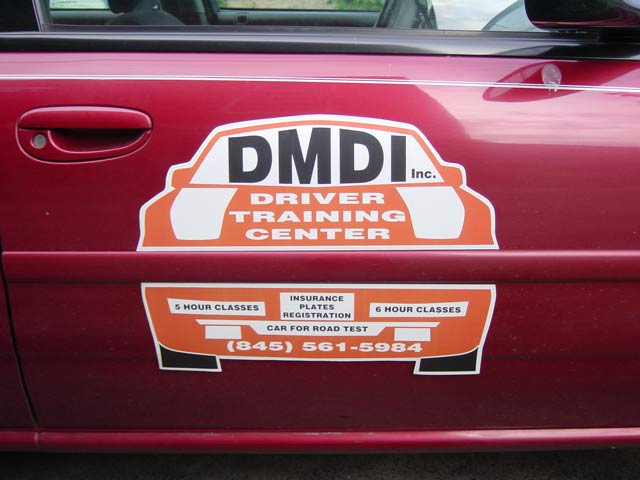 DMDI Inc.
DRIVER
TRAINING
CENTER
5 HOUR CLASSES
INSURANCE
PLATES
REGISTRATION
6 HOUR CLASSES
CAR FOR ROAD TEST
(845) 561-5984